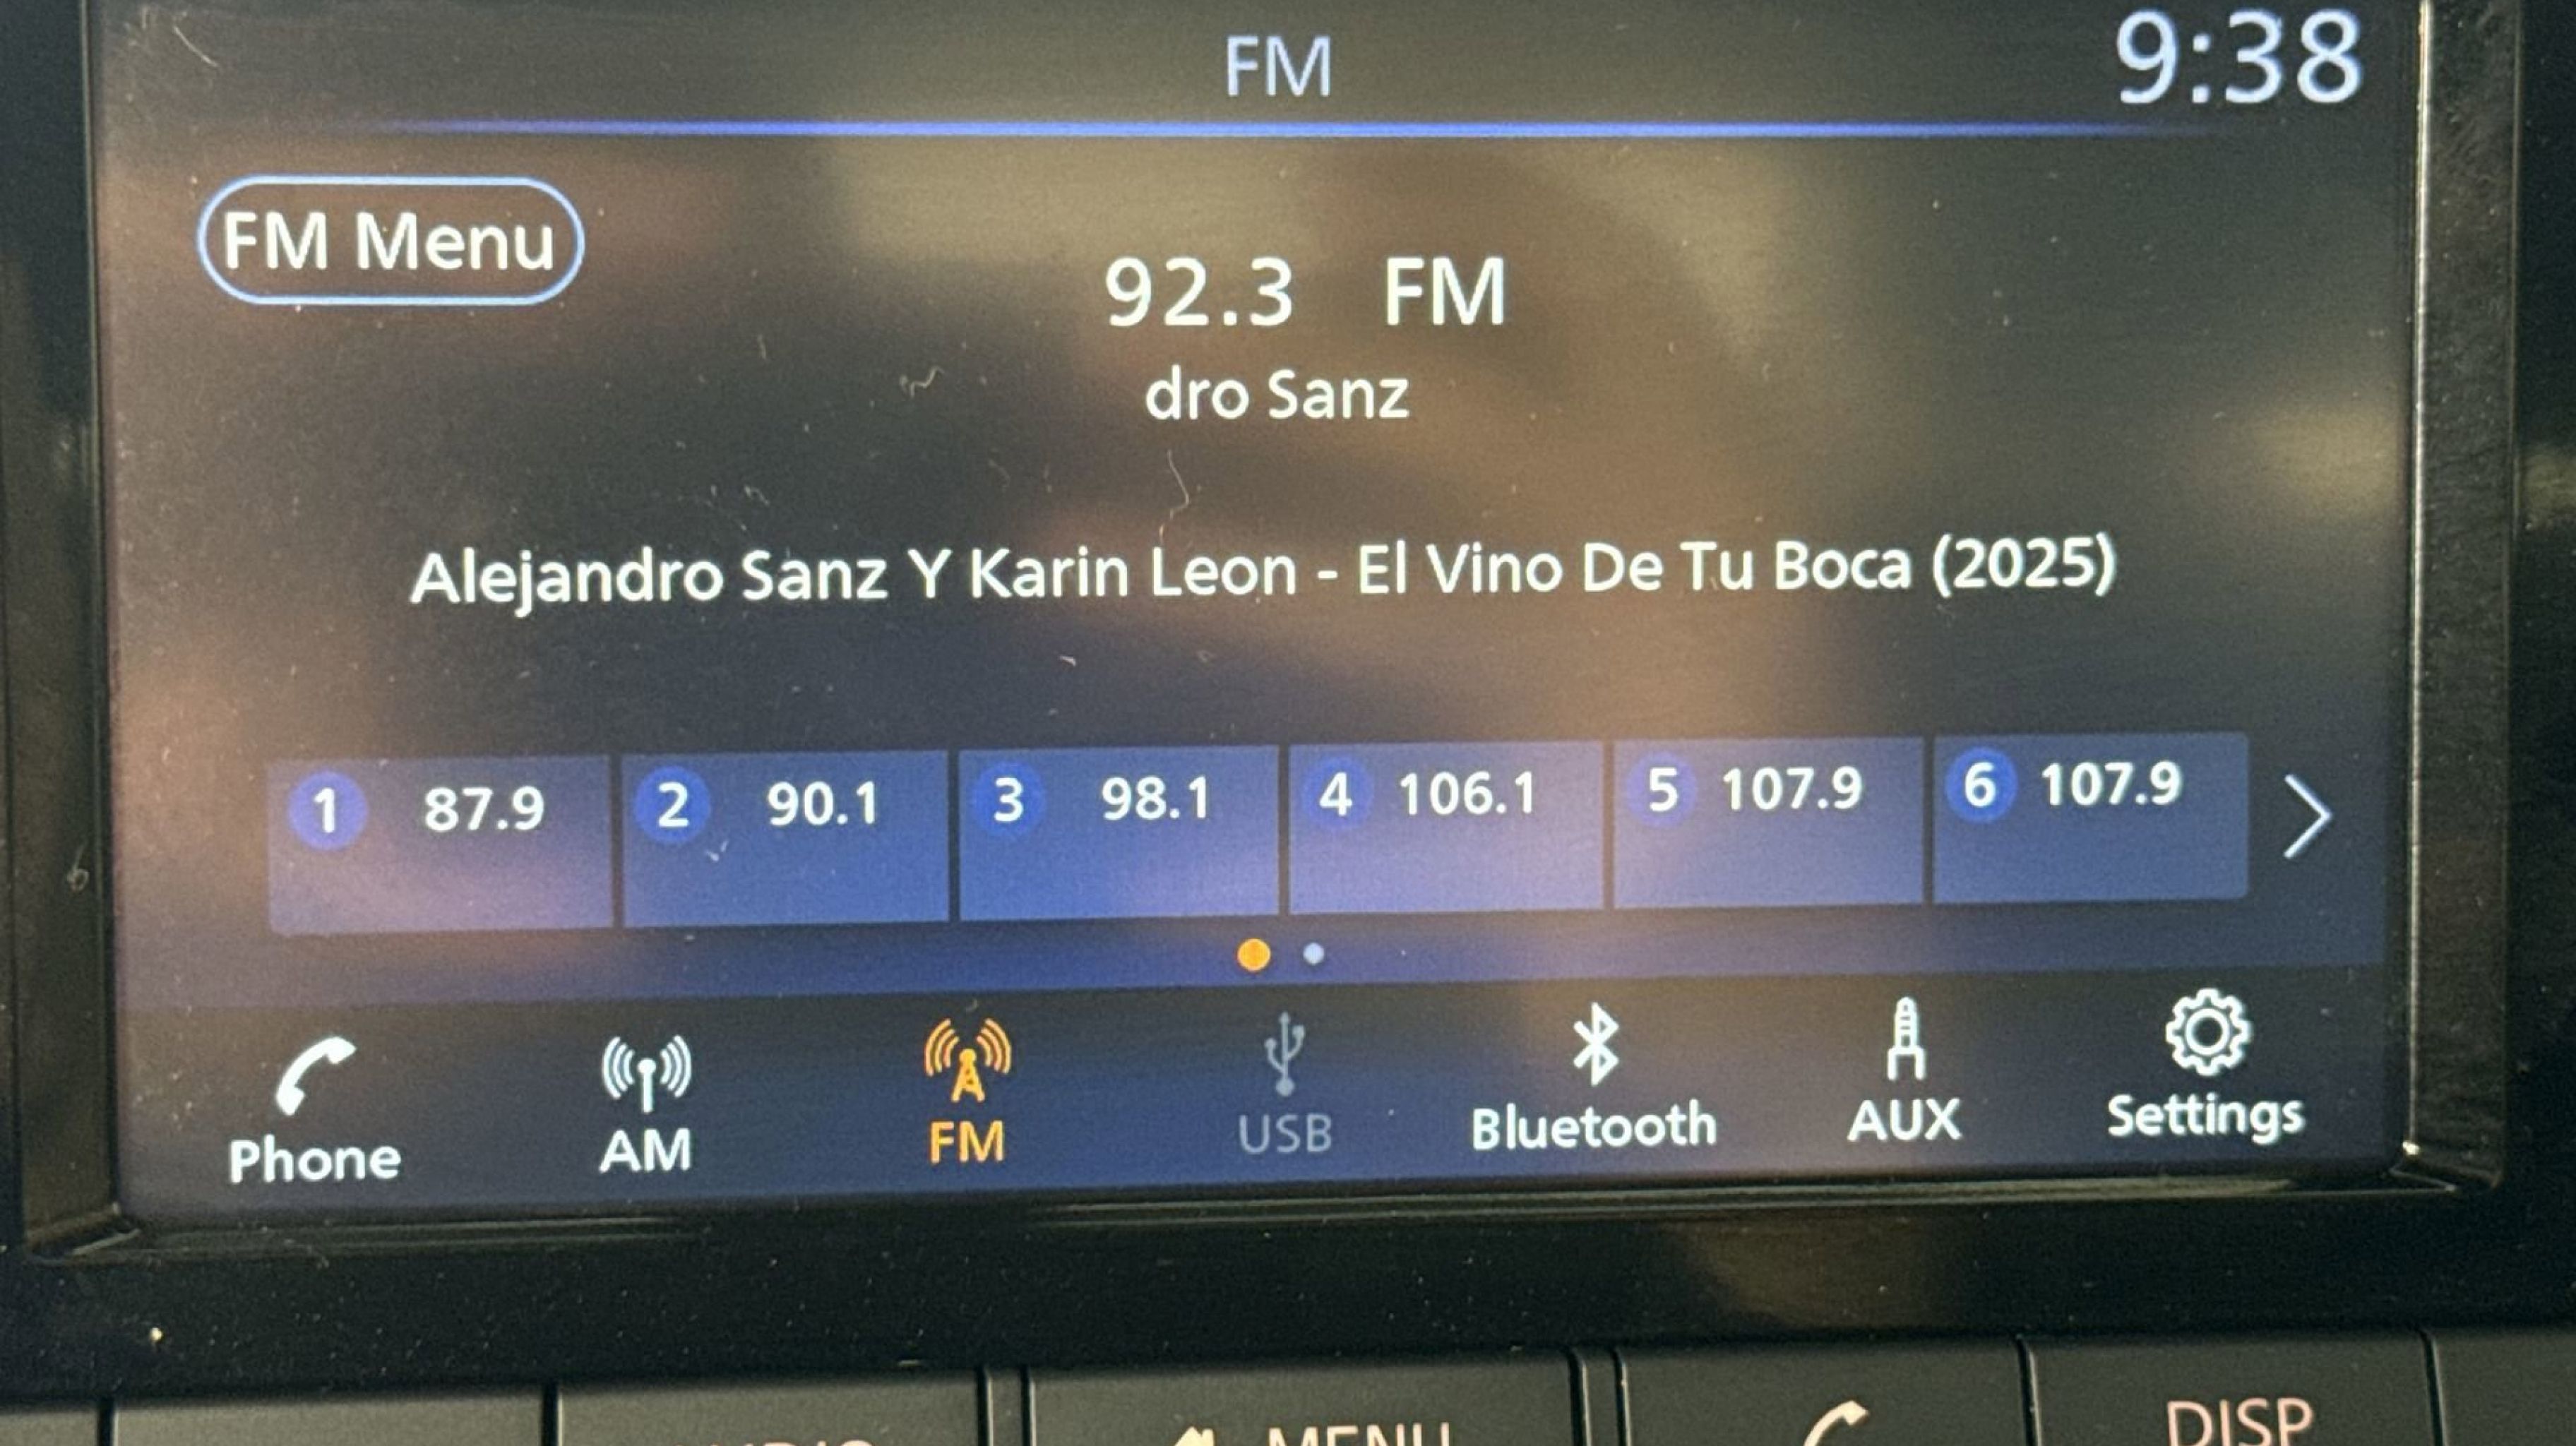 FM 9:38
FM Menu
92.3 FM
dro Sanz
Alejandro Sanz Y Karin Leon - El Vino De Tu Boca (2025)
1 87.9 2 90.1 3 98.1 4 106.1 5 107.9 6 107.9
Phone AM FM USB Bluetooth AUX Settings
MENU DISP